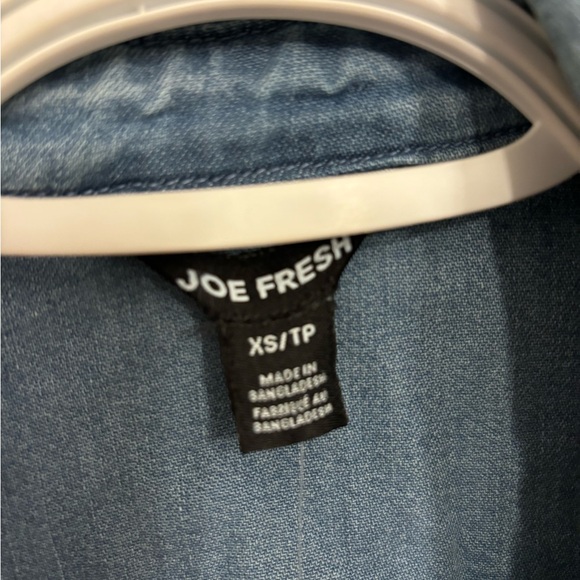 JOE FRESH
XS/TP
MADE IN
BANGLADESH
FABRIQUÉ AU
BANGLADESH